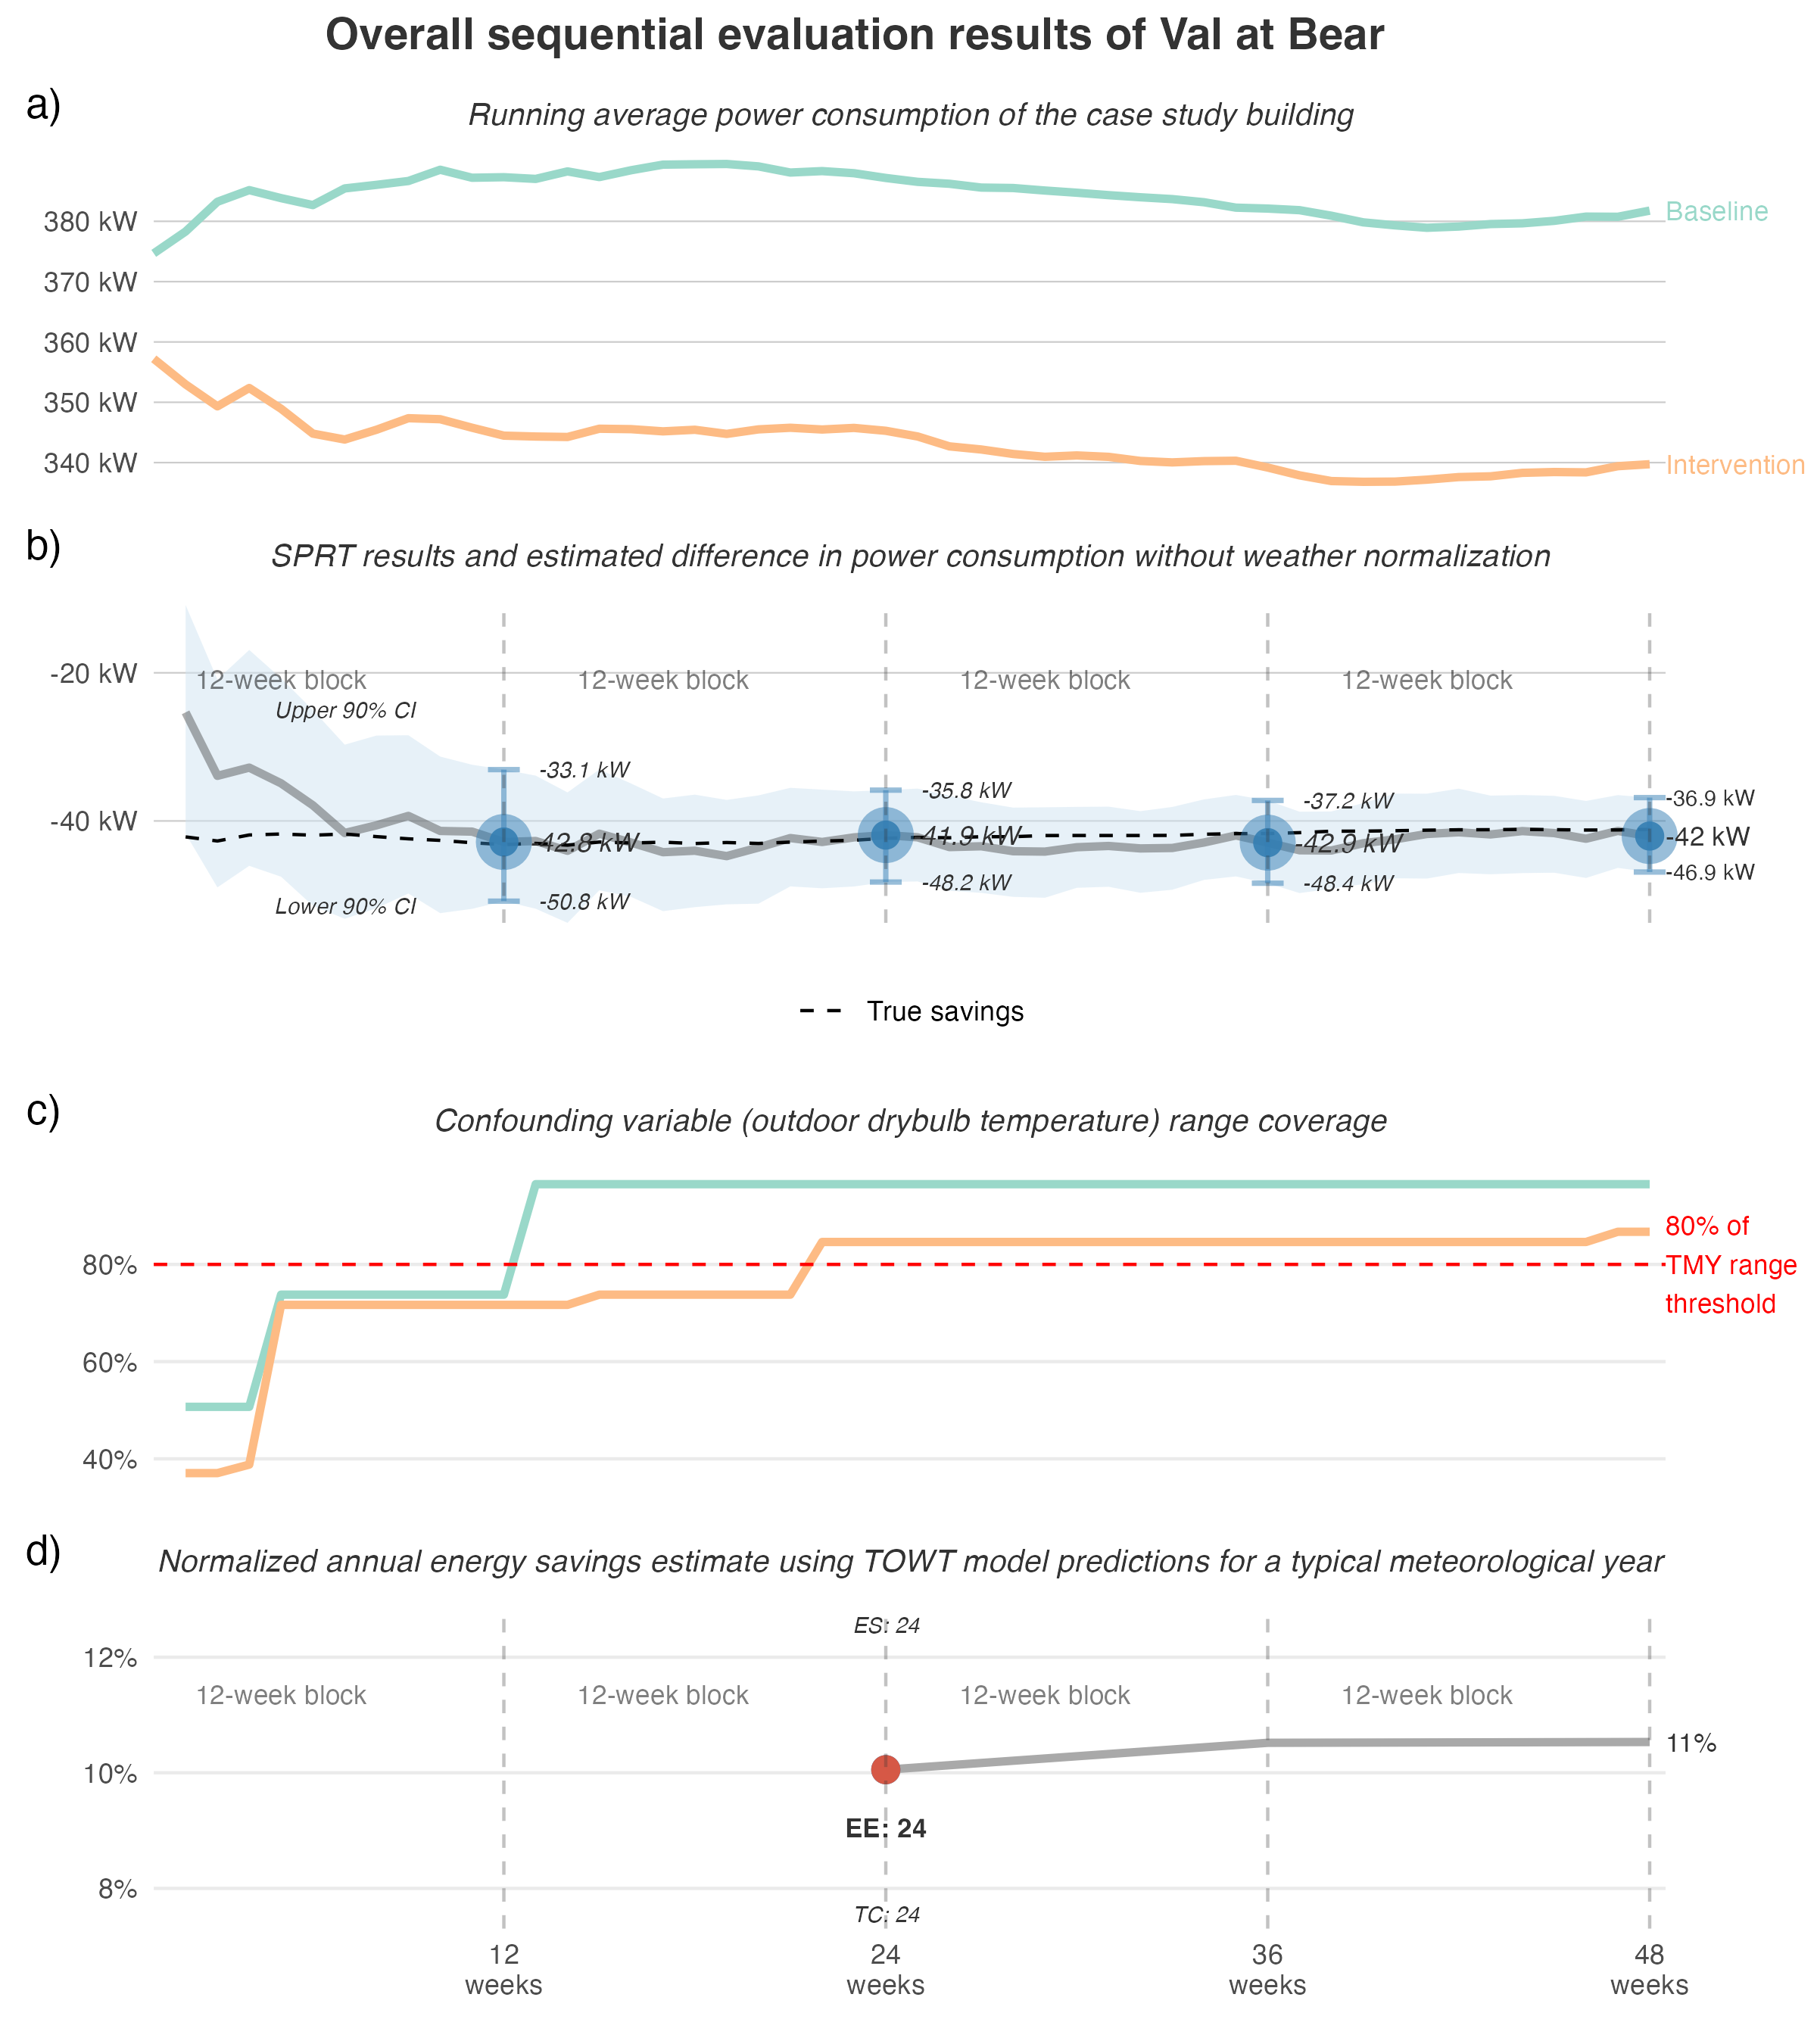 Overall sequential evaluation results of Val at Bear
a)
Running average power consumption of the case study building
380 kW
370 kW
360 kW
350 kW
340 kW
Baseline
Intervention
b)
SPRT results and estimated difference in power consumption without weather normalization
-20 kW
-40 kW
12-week block
12-week block
12-week block
12-week block
Upper 90% CI
Lower 90% CI
-33.1 kW
-42.8 kW
-50.8 kW
-35.8 kW
-41.9 kW
-48.2 kW
-37.2 kW
-42.9 kW
-48.4 kW
-36.9 kW
-42 kW
-46.9 kW
True savings
c)
Confounding variable (outdoor drybulb temperature) range coverage
80%
60%
40%
80% of
TMY range
threshold
d)
Normalized annual energy savings estimate using TOWT model predictions for a typical meteorological year
12%
10%
8%
ES: 24
12-week block
12-week block
12-week block
12-week block
11%
EE: 24
TC: 24
12
weeks
24
weeks
36
weeks
48
weeks